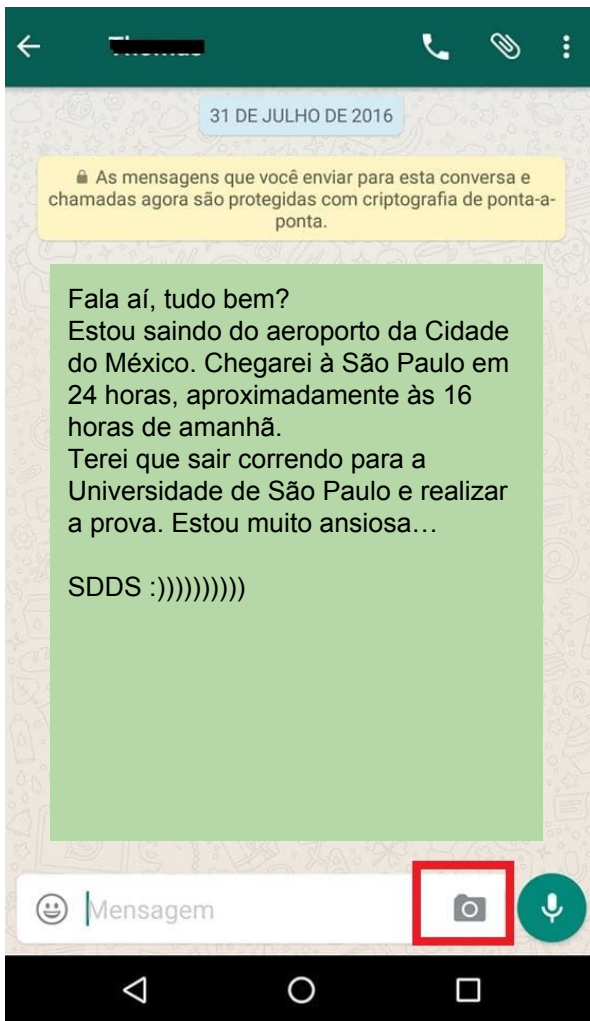 31 DE JULHO DE 2016
As mensagens que você enviar para esta conversa e
chamadas agora são protegidas com criptografia de ponta-a-
ponta.
Fala aí, tudo bem?
Estou saindo do aeroporto da Cidade
do México. Chegarei à São Paulo em
24 horas, aproximadamente às 16
horas de amanhã.
Terei que sair correndo para a
Universidade de São Paulo e realizar
a prova. Estou muito ansiosa…
SDDS :))))))))))
Mensagem